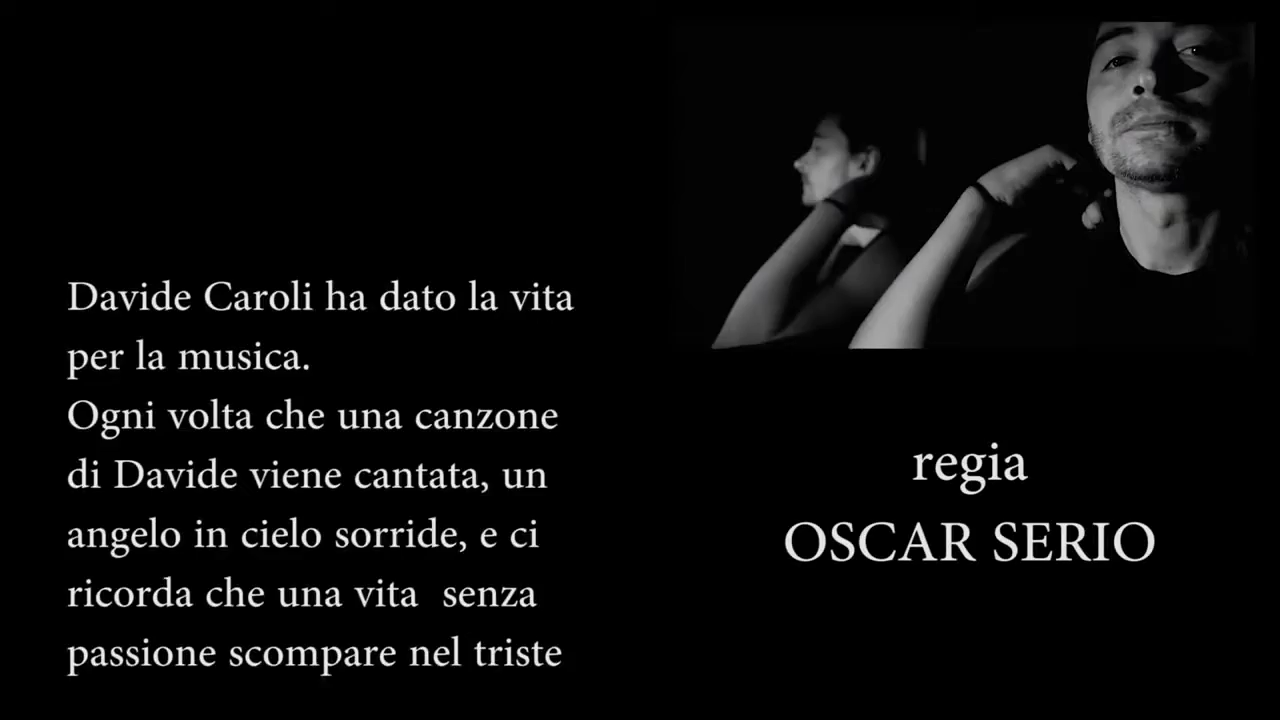 Davide Caroli ha dato la vita
per la musica.
Ogni volta che una canzone
di Davide viene cantata, un
angelo in cielo sorride, e ci
ricorda che una vita  senza
passione scompare nel triste
regia
OSCAR SERIO